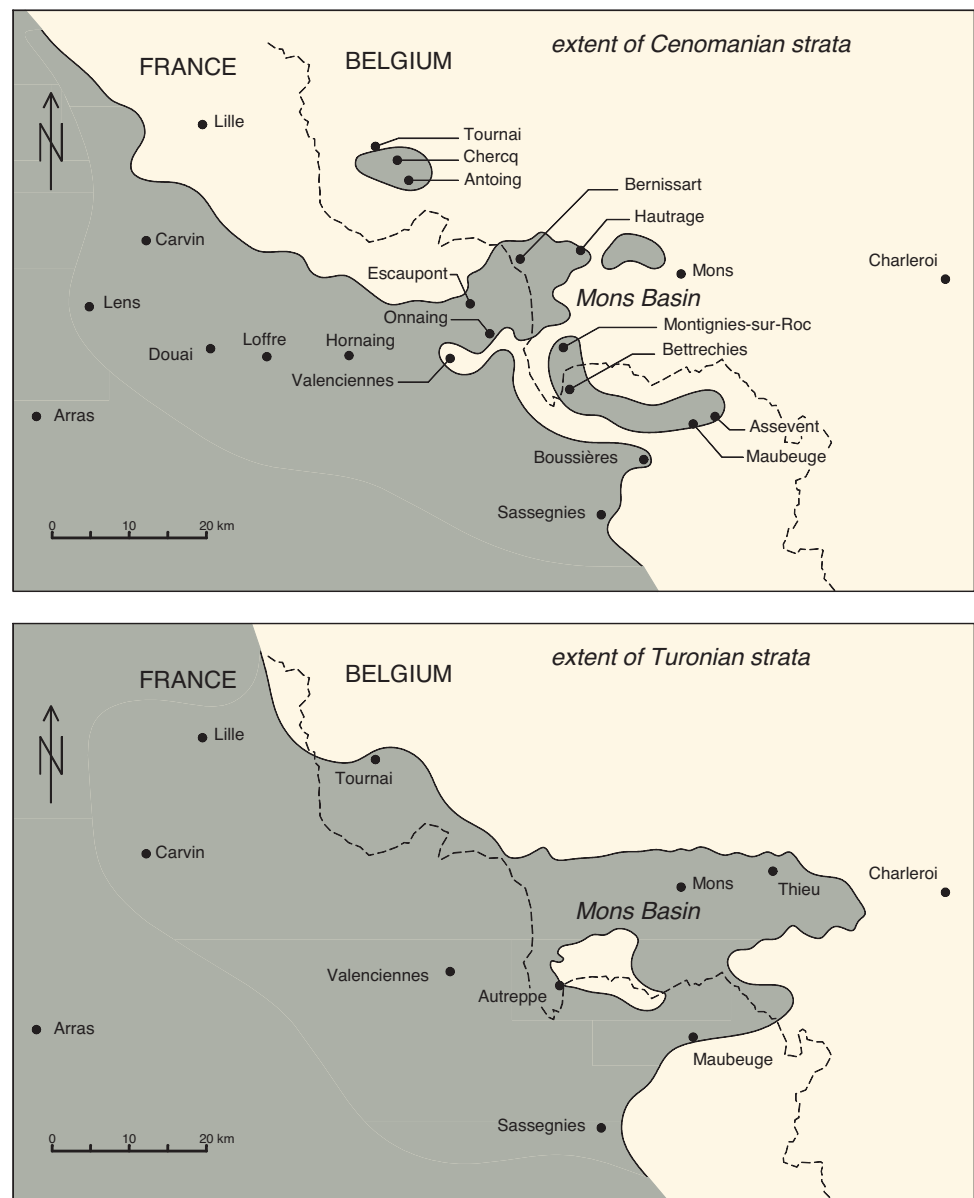 extent of Cenomanian strata
FRANCE
BELGIUM
N
Lille
Tournai
Chercq
Antoing
Bernissart
Hautrage
Carvin
Mons
Charleroi
Escaupont
Mons Basin
Lens
Onnaing
Montignies-sur-Roc
Douai
Loffre
Hornaing
Bettrechies
Valenciennes
Arras
Assevent
Maubeuge
Boussières
Sassegnies
0 10 20 km
extent of Turonian strata
FRANCE
BELGIUM
N
Lille
Tournai
Carvin
Mons
Thieu
Charleroi
Mons Basin
Valenciennes
Autreppe
Arras
Maubeuge
Sassegnies
0 10 20 km